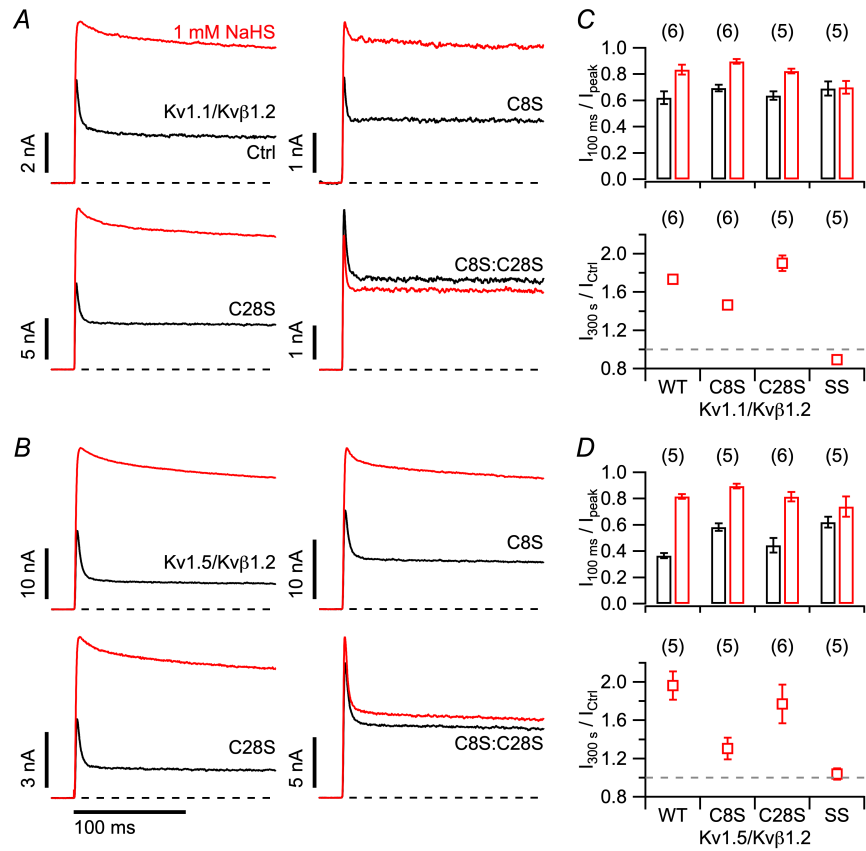 A
1 mM NaHS
Kv1.1/Kvβ1.2
Ctrl
2 nA
C8S
1 nA
C28S
5 nA
C8S:C28S
1 nA
B
Kv1.5/Kvβ1.2
10 nA
C8S
10 nA
C28S
3 nA
100 ms
C8S:C28S
5 nA
C
(6) (6) (5) (5)
I100 ms / Ipeak
1.0
0.8
0.6
0.4
0.2
0.0
(6) (6) (5) (5)
I300 s / ICtrl
2.0
1.6
1.2
0.8
WT C8S C28S SS
Kv1.1/Kvβ1.2
D
(5) (5) (6) (5)
I100 ms / Ipeak
1.0
0.8
0.6
0.4
0.2
0.0
(5) (5) (6) (5)
I300 s / ICtrl
2.0
1.6
1.2
0.8
WT C8S C28S SS
Kv1.5/Kvβ1.2